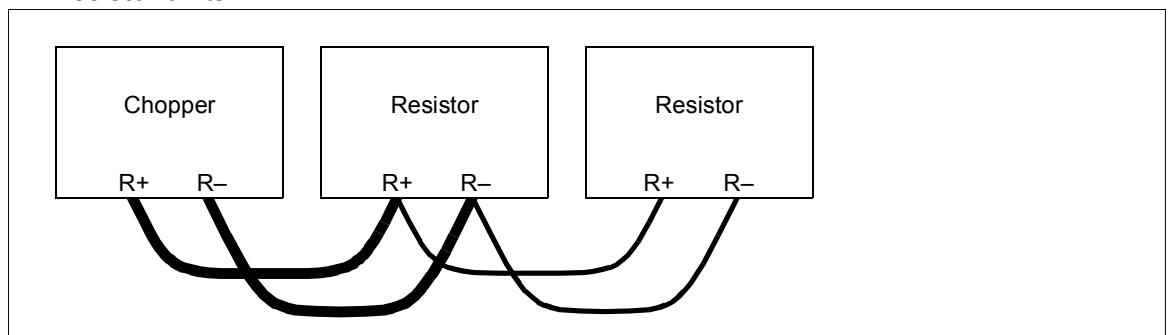 Chopper Resistor Resistor
R+ R– R+ R– R+ R–